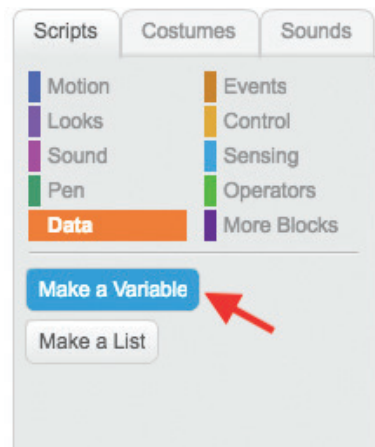 Scripts Costumes Sounds
Motion Events
Looks Control
Sound Sensing
Pen Operators
Data More Blocks
Make a Variable
Make a List